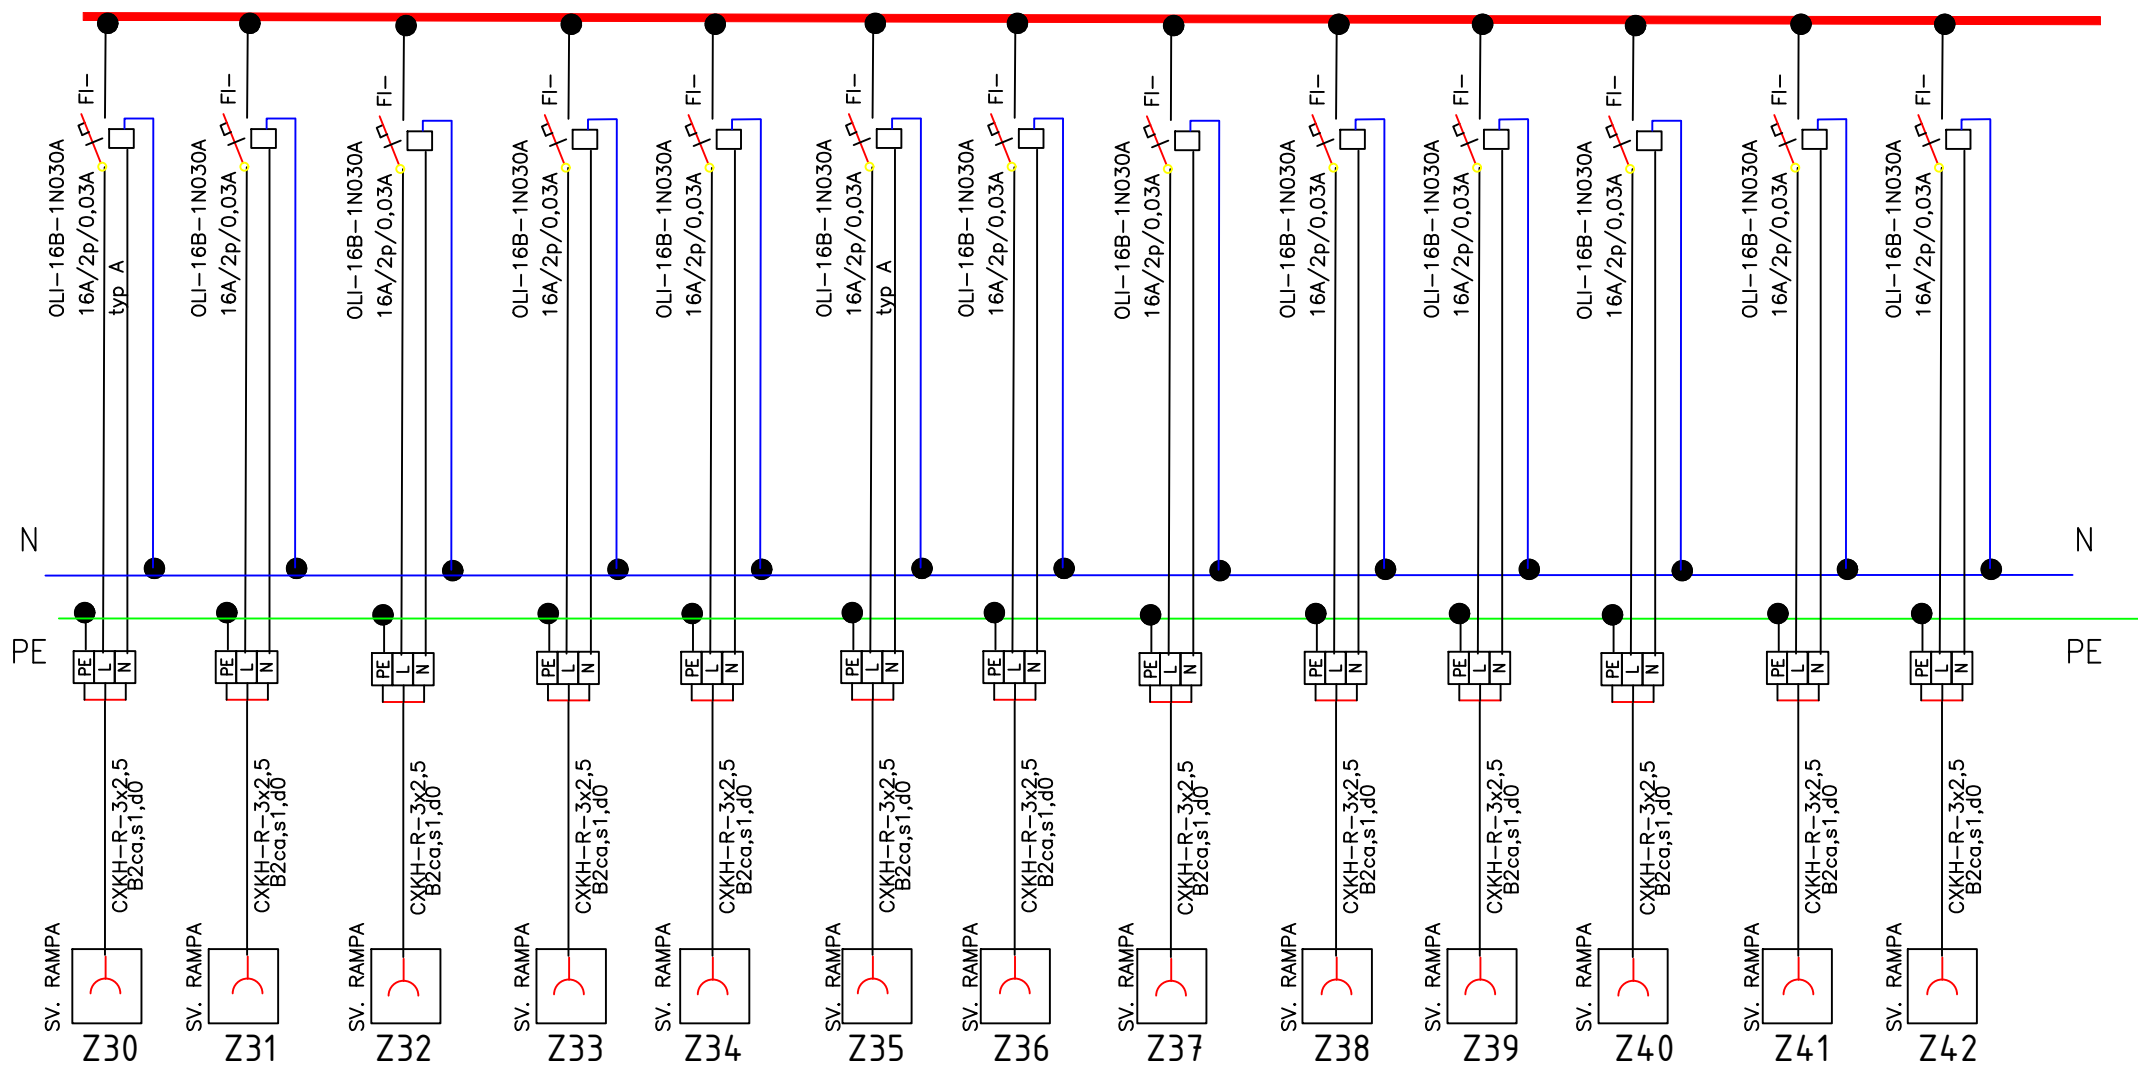 FI-
OLI-16B-1N030A
16A/2p/0,03A
typ A
FI-
OLI-16B-1N030A
16A/2p/0,03A
FI-
OLI-16B-1N030A
16A/2p/0,03A
FI-
OLI-16B-1N030A
16A/2p/0,03A
FI-
OLI-16B-1N030A
16A/2p/0,03A
FI-
OLI-16B-1N030A
16A/2p/0,03A
typ A
FI-
OLI-16B-1N030A
16A/2p/0,03A
FI-
OLI-16B-1N030A
16A/2p/0,03A
FI-
OLI-16B-1N030A
16A/2p/0,03A
FI-
OLI-16B-1N030A
16A/2p/0,03A
FI-
OLI-16B-1N030A
16A/2p/0,03A
FI-
OLI-16B-1N030A
16A/2p/0,03A
FI-
OLI-16B-1N030A
16A/2p/0,03A
N N
PE PE
PE L N
PE L N
PE L N
PE L N
PE L N
PE L N
PE L N
PE L N
PE L N
PE L N
PE L N
PE L N
PE L N
CXKH-R-3x2,5
B2ca,s1,d0
CXKH-R-3x2,5
B2ca,s1,d0
CXKH-R-3x2,5
B2ca,s1,d0
CXKH-R-3x2,5
B2ca,s1,d0
CXKH-R-3x2,5
B2ca,s1,d0
CXKH-R-3x2,5
B2ca,s1,d0
CXKH-R-3x2,5
B2ca,s1,d0
CXKH-R-3x2,5
B2ca,s1,d0
CXKH-R-3x2,5
B2ca,s1,d0
CXKH-R-3x2,5
B2ca,s1,d0
CXKH-R-3x2,5
B2ca,s1,d0
CXKH-R-3x2,5
B2ca,s1,d0
CXKH-R-3x2,5
B2ca,s1,d0
SV. RAMPA
SV. RAMPA
SV. RAMPA
SV. RAMPA
SV. RAMPA
SV. RAMPA
SV. RAMPA
SV. RAMPA
SV. RAMPA
SV. RAMPA
SV. RAMPA
SV. RAMPA
SV. RAMPA
Z30 Z31 Z32 Z33 Z34 Z35 Z36 Z37 Z38 Z39 Z40 Z41 Z42